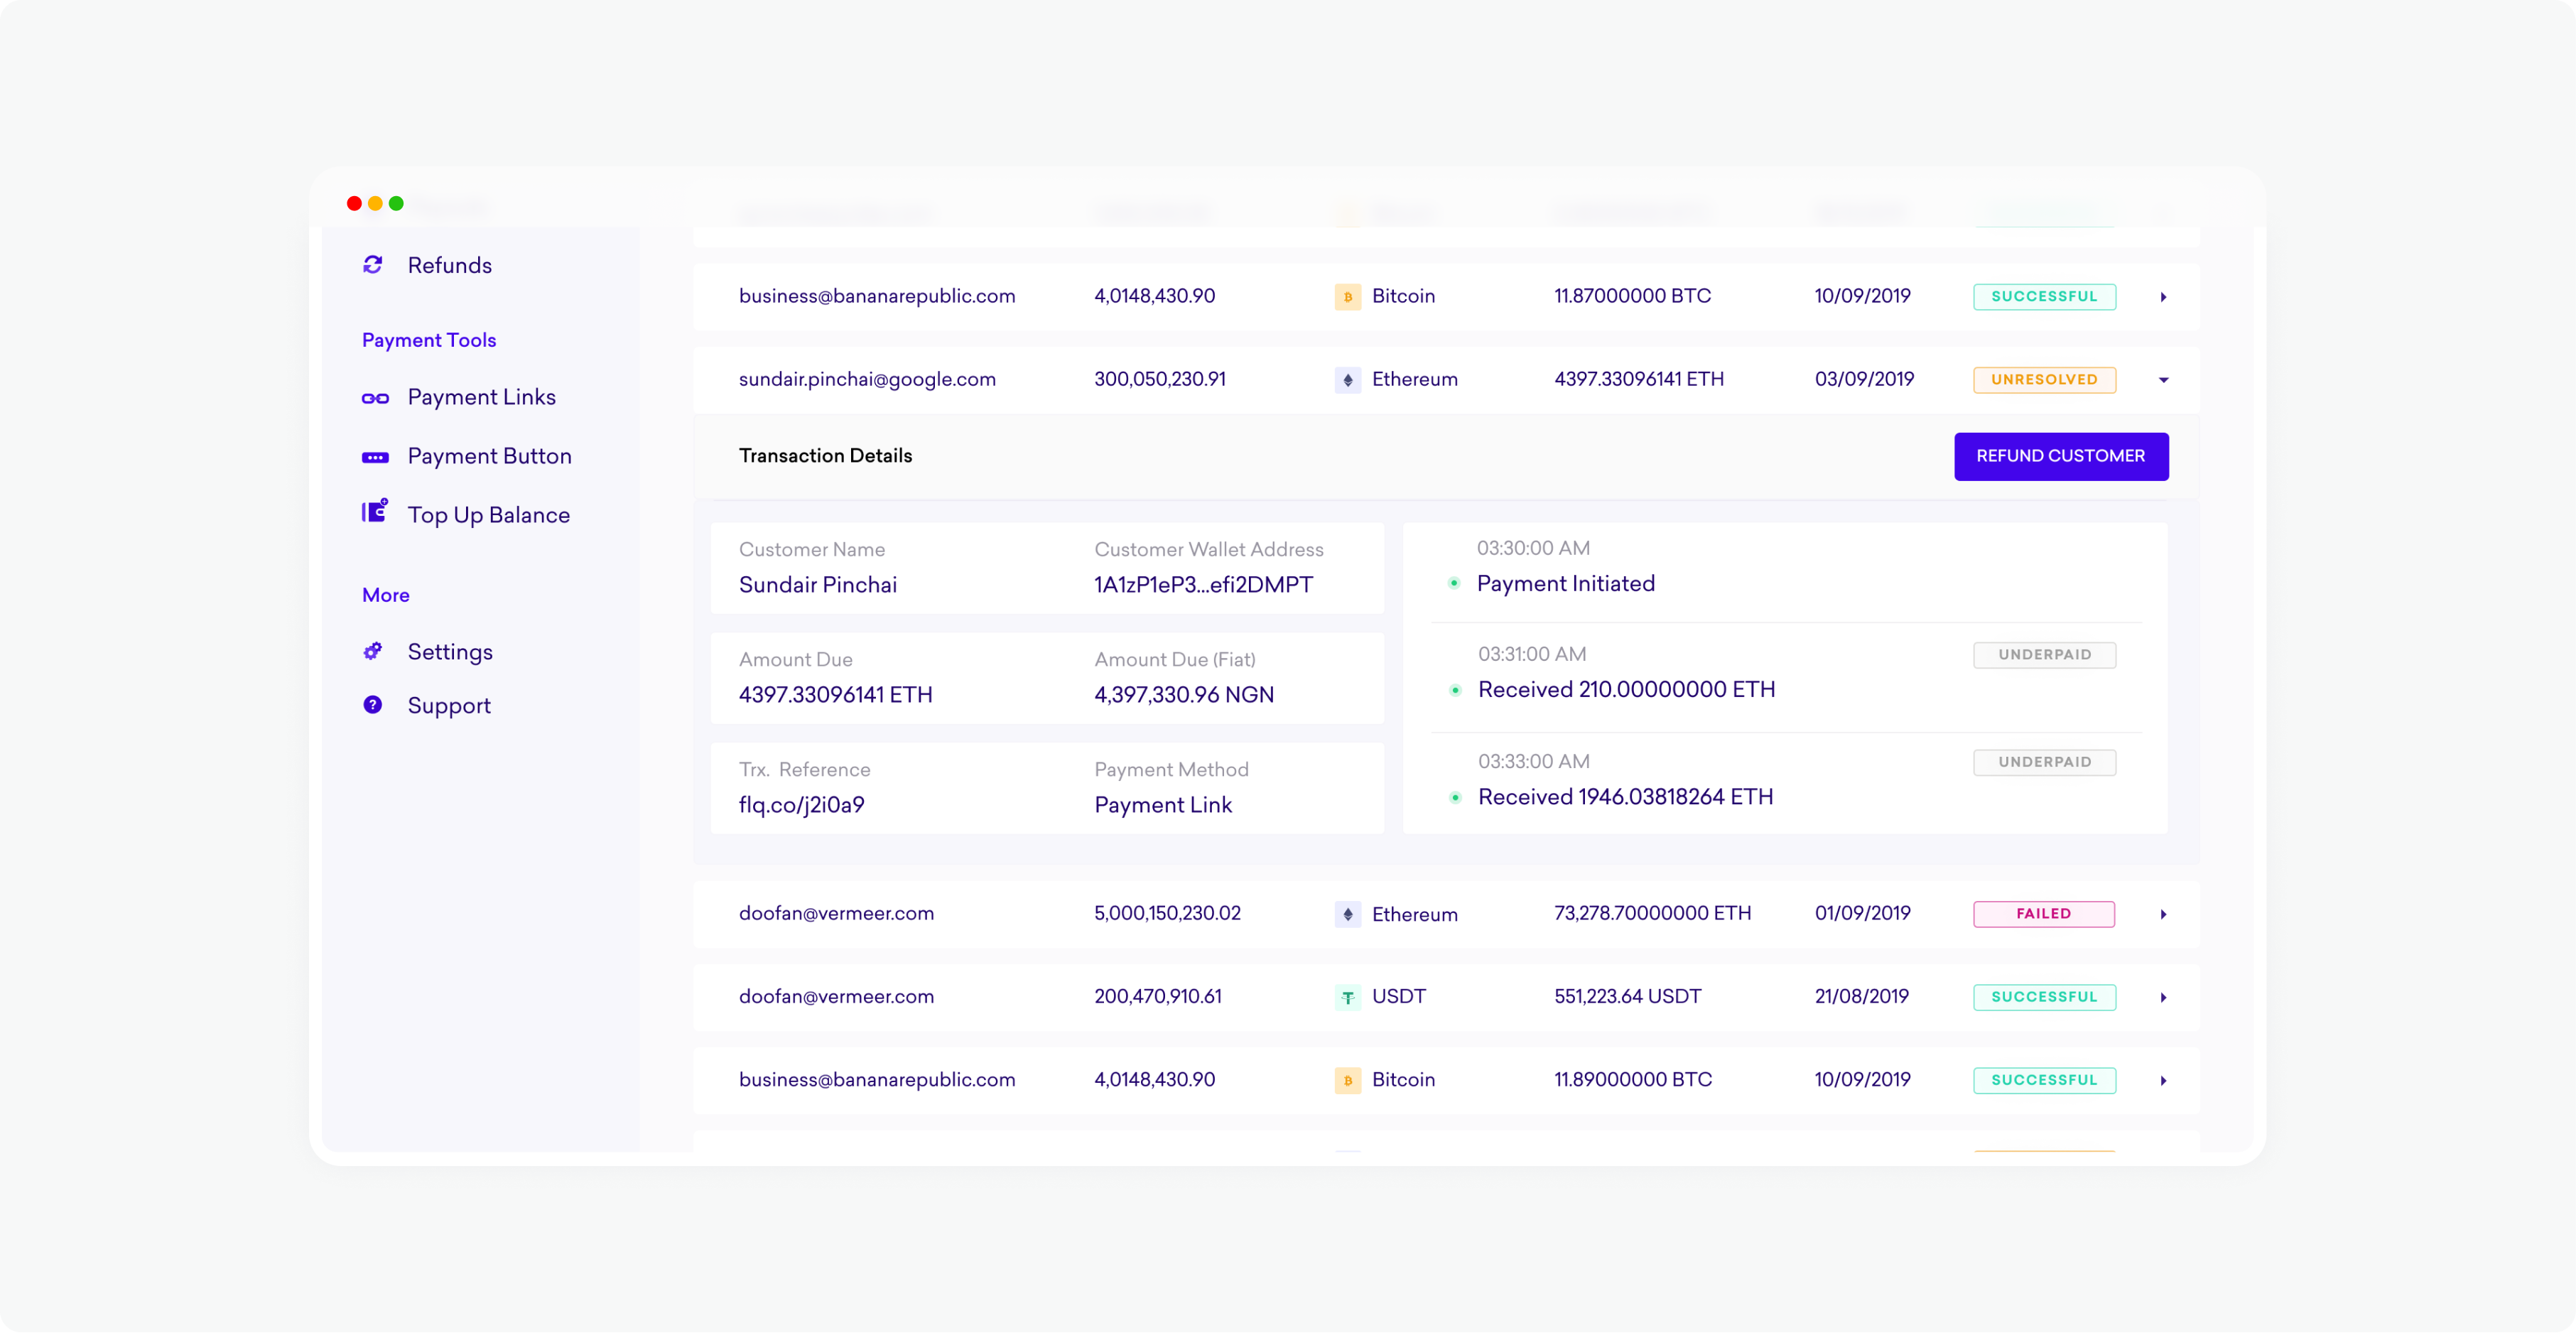 Refunds
Payment Tools
Payment Links
Payment Button
Top Up Balance
More
Settings
Support
business@bananarepublic.com 4,0148,430.90 Bitcoin 11.87000000 BTC 10/09/2019 SUCCESSFUL
sundair.pinchai@google.com 300,050,230.91 Ethereum 4397.33096141 ETH 03/09/2019 UNRESOLVED
Transaction Details REFUND CUSTOMER
Customer Name Customer Wallet Address
Sundair Pinchai 1A1zP1eP3...efi2DMPT
Amount Due Amount Due (Fiat)
4397.33096141 ETH 4,397,330.96 NGN
Trx. Reference Payment Method
flq.co/j2i0a9 Payment Link
03:30:00 AM
Payment Initiated
03:31:00 AM UNDERPAID
Received 210.00000000 ETH
03:33:00 AM UNDERPAID
Received 1946.03818264 ETH
doofan@vermeer.com 5,000,150,230.02 Ethereum 73,278.70000000 ETH 01/09/2019 FAILED
doofan@vermeer.com 200,470,910.61 USDT 551,223.64 USDT 21/08/2019 SUCCESSFUL
business@bananarepublic.com 4,0148,430.90 Bitcoin 11.89000000 BTC 10/09/2019 SUCCESSFUL